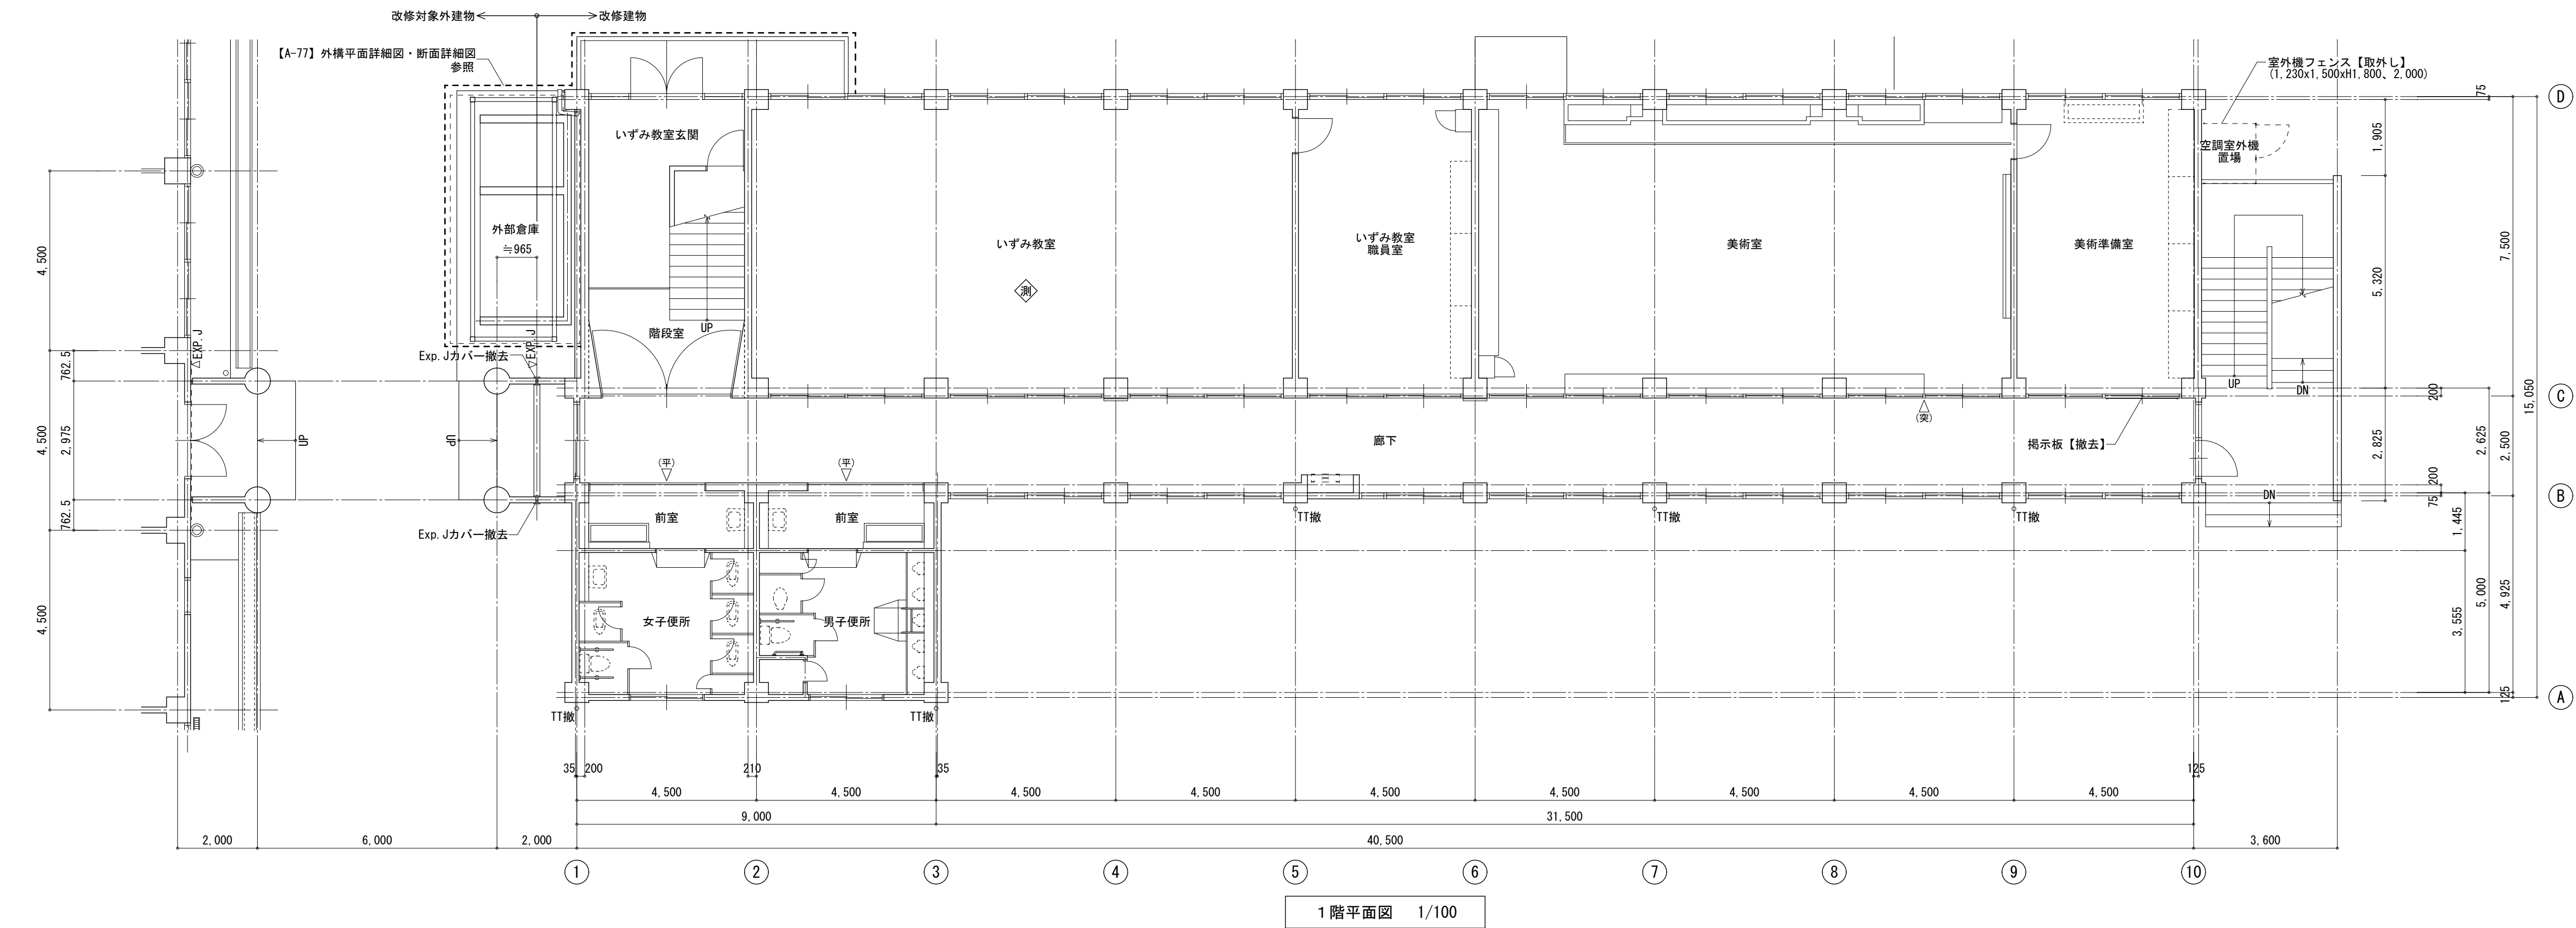 改修対象外建物
改修建物
【A-77】外構平面詳細図・断面詳細図
参照
室外機フェンス【取外し】
(1,230x1,500xH1,800、2,000)
空調室外機
置場
いずみ教室玄関
外部倉庫
≒965
いずみ教室
測
いずみ教室
職員室
美術室
美術準備室
階段室
UP
UP
DN
EXP.J
EXP.J
Exp.Jカバー撤去
Exp.Jカバー撤去
UP
UP
廊下
(平)
(平)
(突)
掲示板【撤去】
DN
前室
前室
女子便所
男子便所
TT撤
TT撤
TT撤
TT撤
TT撤
4,500
762.5
4,500
2,975
762.5
4,500
75
1,905
7,500
5,320
15,050
200
2,825
2,625
2,500
200
75
1,445
5,000
4,925
3,555
125
D
C
B
A
35
200
210
35
125
4,500
4,500
4,500
4,500
4,500
4,500
4,500
4,500
4,500
9,000
31,500
2,000
6,000
2,000
40,500
3,600
1
2
3
4
5
6
7
8
9
10
1階平面図 1/100